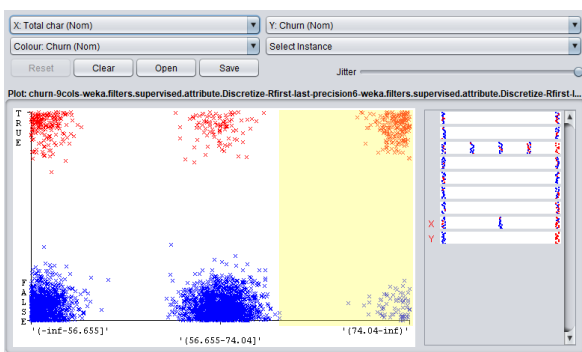 X: Total char (Nom)
Y: Churn (Nom)
Colour: Churn (Nom)
Select Instance
Reset
Clear
Open
Save
Jitter
Plot: churn-9cols-weka.filters.supervised.attribute.Discretize-Rfirst-last-precision6-weka.filters.supervised.attribute.Discretize-Rfirst-l...
TRUE
FALSE
X
Y
'(-inf-56.655]'
'(56.655-74.04]'
'(74.04-inf)'